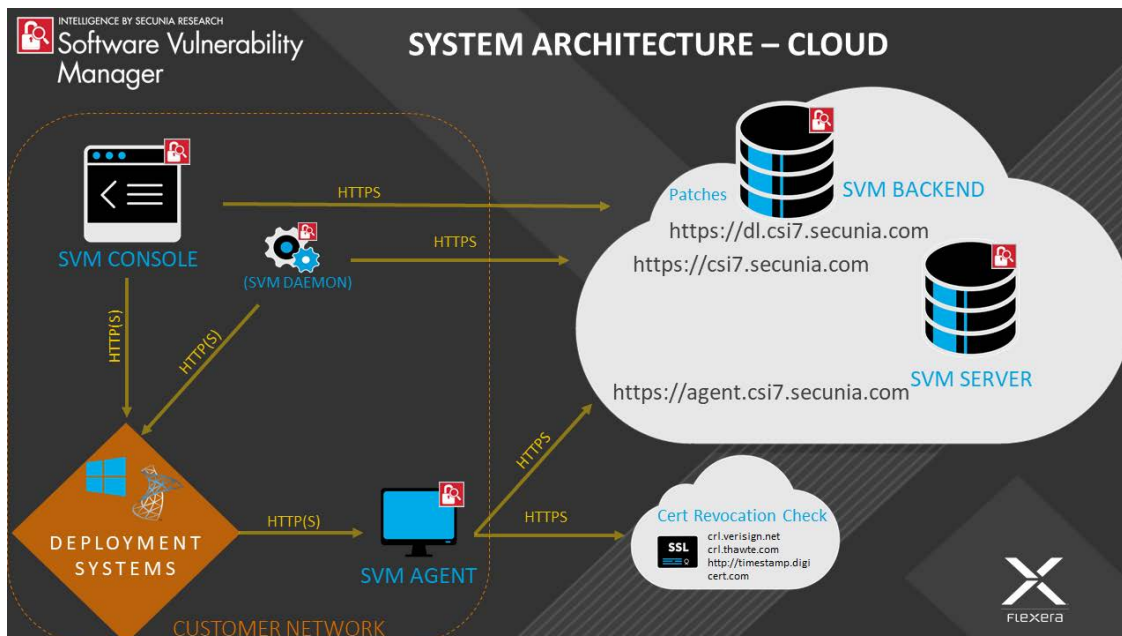 INTELLIGENCE BY SECUNIA RESEARCH
Software Vulnerability
Manager
SYSTEM ARCHITECTURE – CLOUD
HTTPS
Patches
SVM BACKEND
https://dl.csi7.secunia.com
HTTPS
SVM CONSOLE
(SVM DAEMON)
https://csi7.secunia.com
HTTP(S)
HTTP(S)
SVM SERVER
https://agent.csi7.secunia.com
HTTPS
DEPLOYMENT
SYSTEMS
HTTP(S)
SVM AGENT
HTTPS
Cert Revocation Check
SSL
crl.verisign.net
crl.thawte.com
http://timestamp.digi
cert.com
FLEXERA
CUSTOMER NETWORK